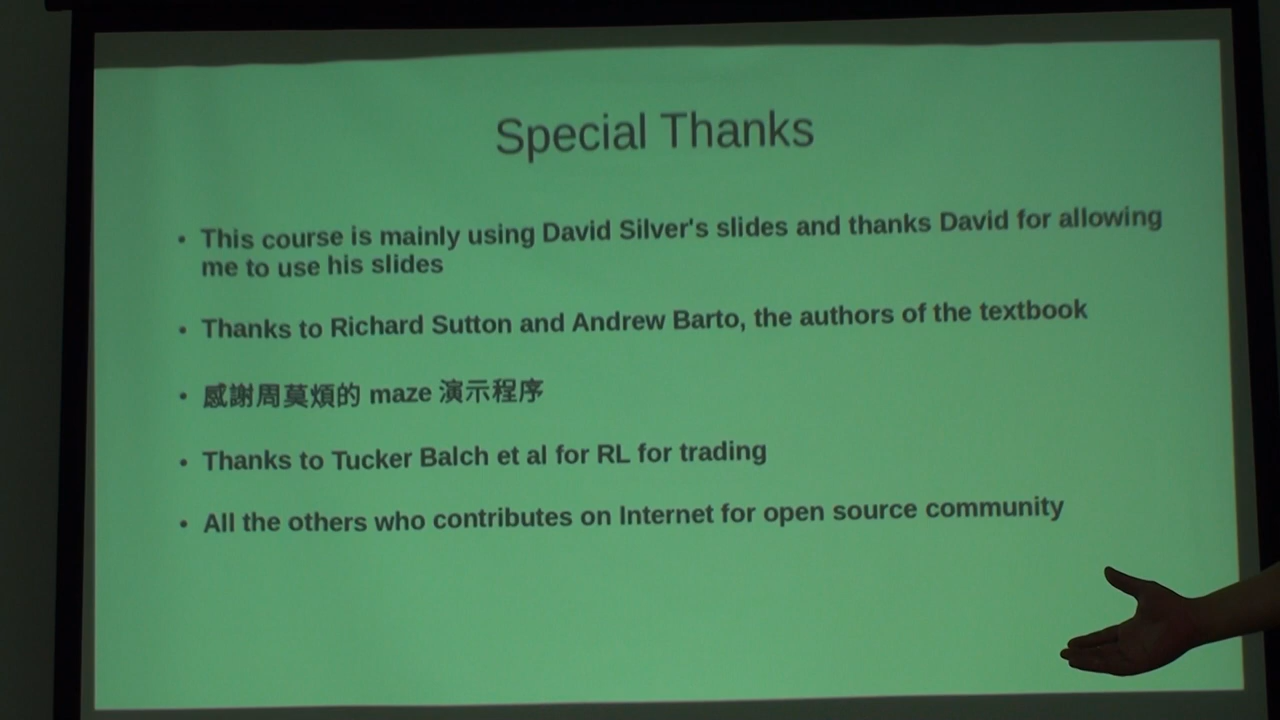 Special Thanks
• This course is mainly using David Silver's slides and thanks David for allowing
me to use his slides
• Thanks to Richard Sutton and Andrew Barto, the authors of the textbook
• 感謝周莫煩的 maze 演示程序
• Thanks to Tucker Balch et al for RL for trading
• All the others who contributes on Internet for open source community